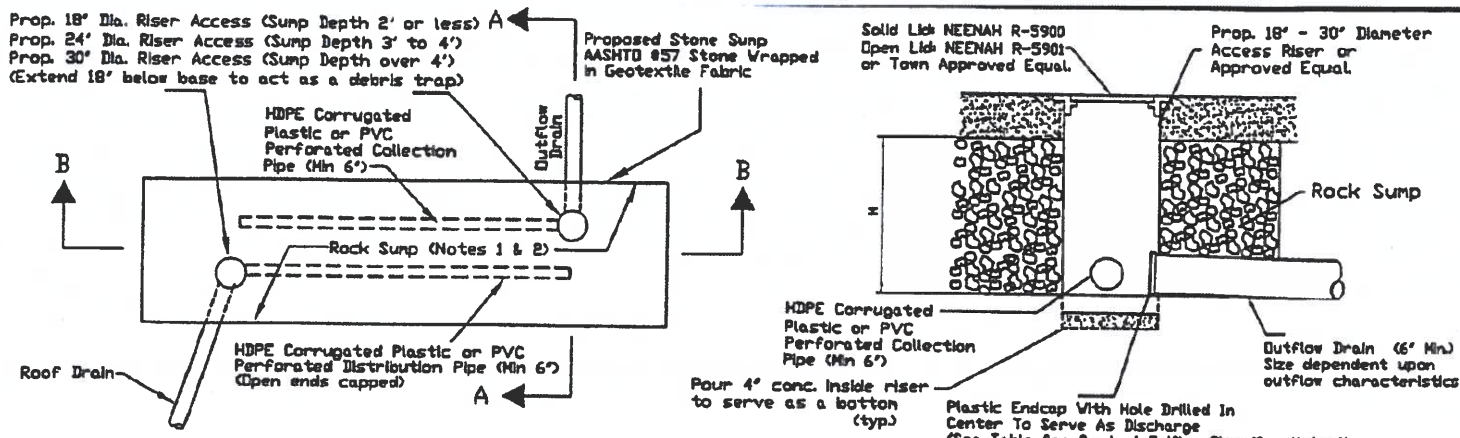 Prop. 18" Dia. Riser Access (Sump Depth 2' or less)
Prop. 24" Dia. Riser Access (Sump Depth 3' to 4')
Prop. 30" Dia. Riser Access (Sump Depth over 4')
(Extend 18" below base to act as a debris trap)
A
Proposed Stone Sump
AASHTO #57 Stone Wrapped
in Geotextile Fabric
HDPE Corrugated
Plastic or PVC
Perforated Collection
Pipe (Min 6")
Outflow
Drain
B
B
Rock Sump (Notes 1 & 2)
HDPE Corrugated Plastic or PVC
Perforated Distribution Pipe (Min 6")
(Open ends capped)
Roof Drain
A
Solid Lid: NEENAH R-5900
Open Lid: NEENAH R-5901
or Town Approved Equal.
Prop. 18" - 30" Diameter
Access Riser or
Approved Equal.
H
Rock Sump
HDPE Corrugated
Plastic or PVC
Perforated Collection
Pipe (Min 6")
Pour 4" conc. inside riser
to serve as a bottom
(typ.)
Outflow Drain (6" Min.)
Size dependent upon
outflow characteristics
Plastic Endcap With Hole Drilled In
Center To Serve As Discharge